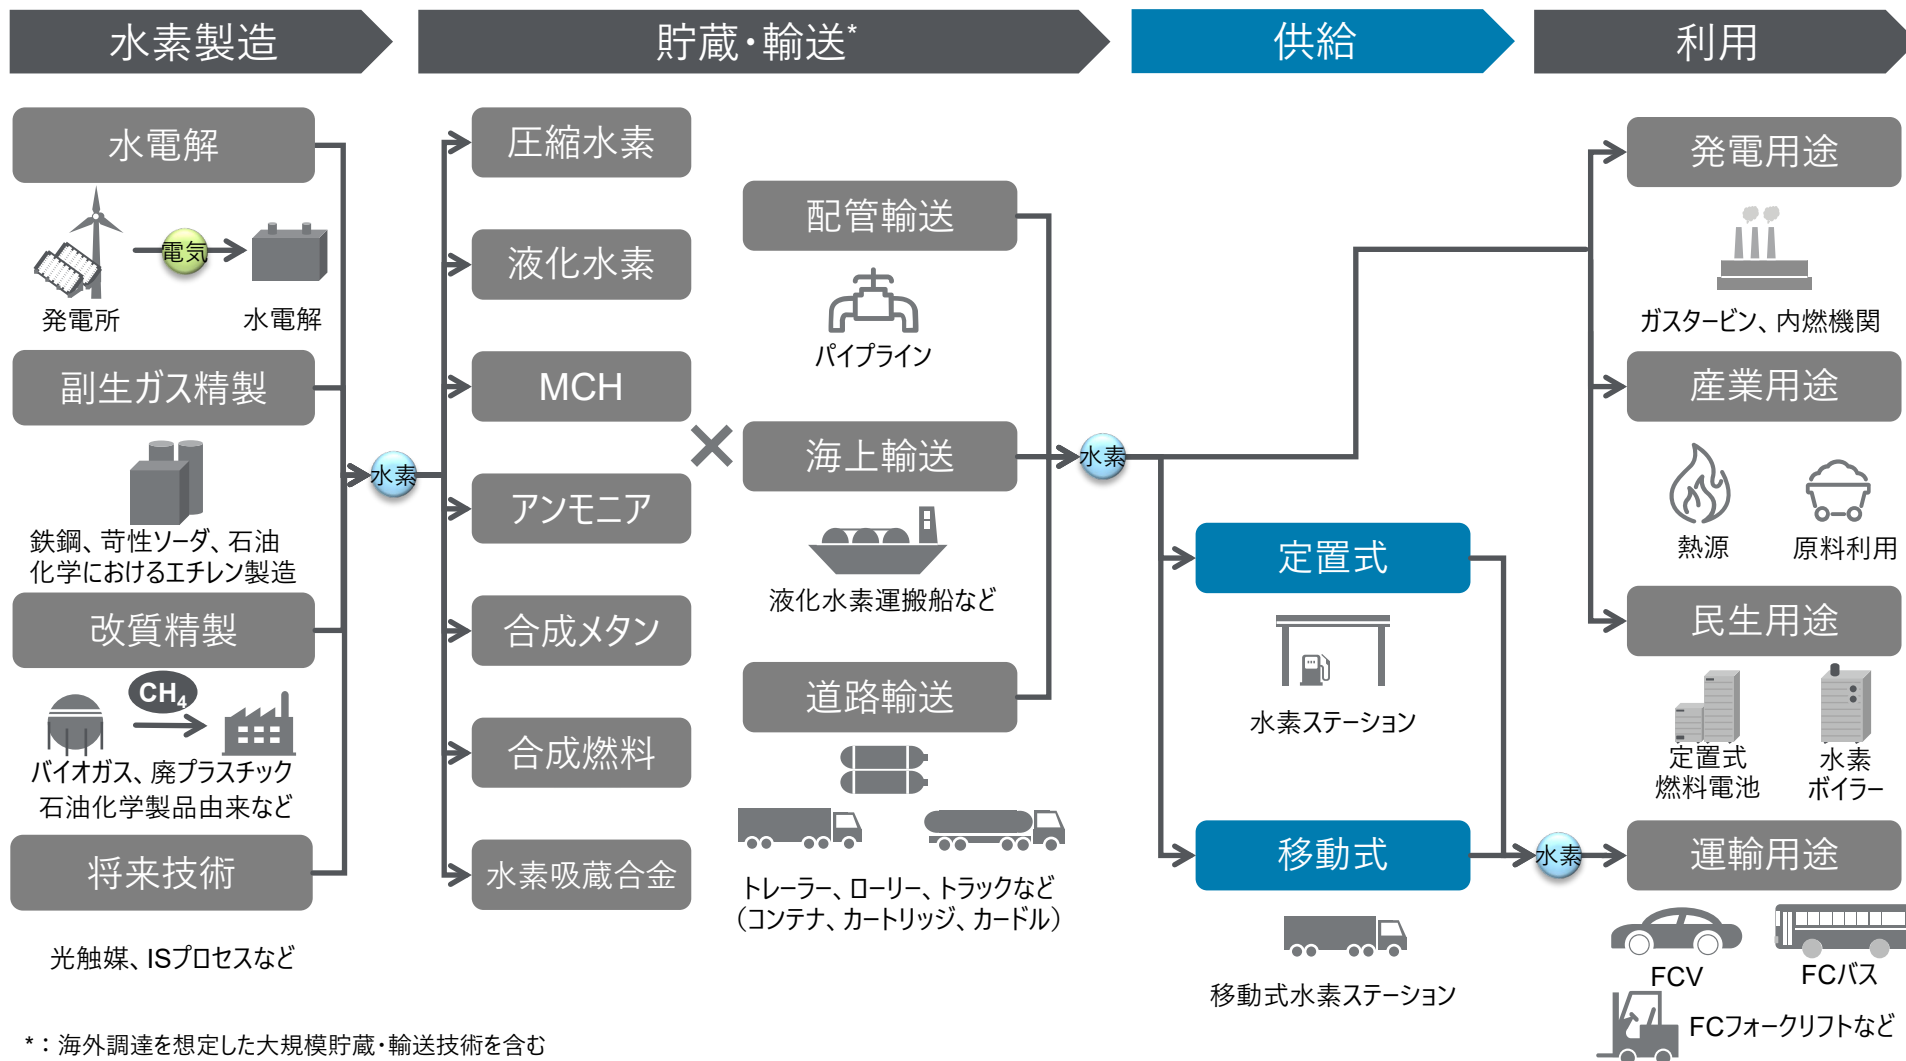 水素製造
貯蔵・輸送*
供給
利用
水電解
電気
発電所
水電解
副生ガス精製
鉄鋼、苛性ソーダ、石油
化学におけるエチレン製造
改質精製
CH4
バイオガス、廃プラスチック
石油化学製品由来など
将来技術
光触媒、ISプロセスなど
水素
圧縮水素
液化水素
MCH
アンモニア
合成メタン
合成燃料
水素吸蔵合金
×
配管輸送
パイプライン
海上輸送
液化水素運搬船など
道路輸送
トレーラー、ローリー、トラックなど
（コンテナ、カートリッジ、カードル）
水素
定置式
水素ステーション
移動式
移動式水素ステーション
水素
発電用途
ガスタービン、内燃機関
産業用途
熱源
原料利用
民生用途
定置式
燃料電池
水素
ボイラー
運輸用途
FCV
FCバス
FCフォークリフトなど
*：海外調達を想定した大規模貯蔵・輸送技術を含む